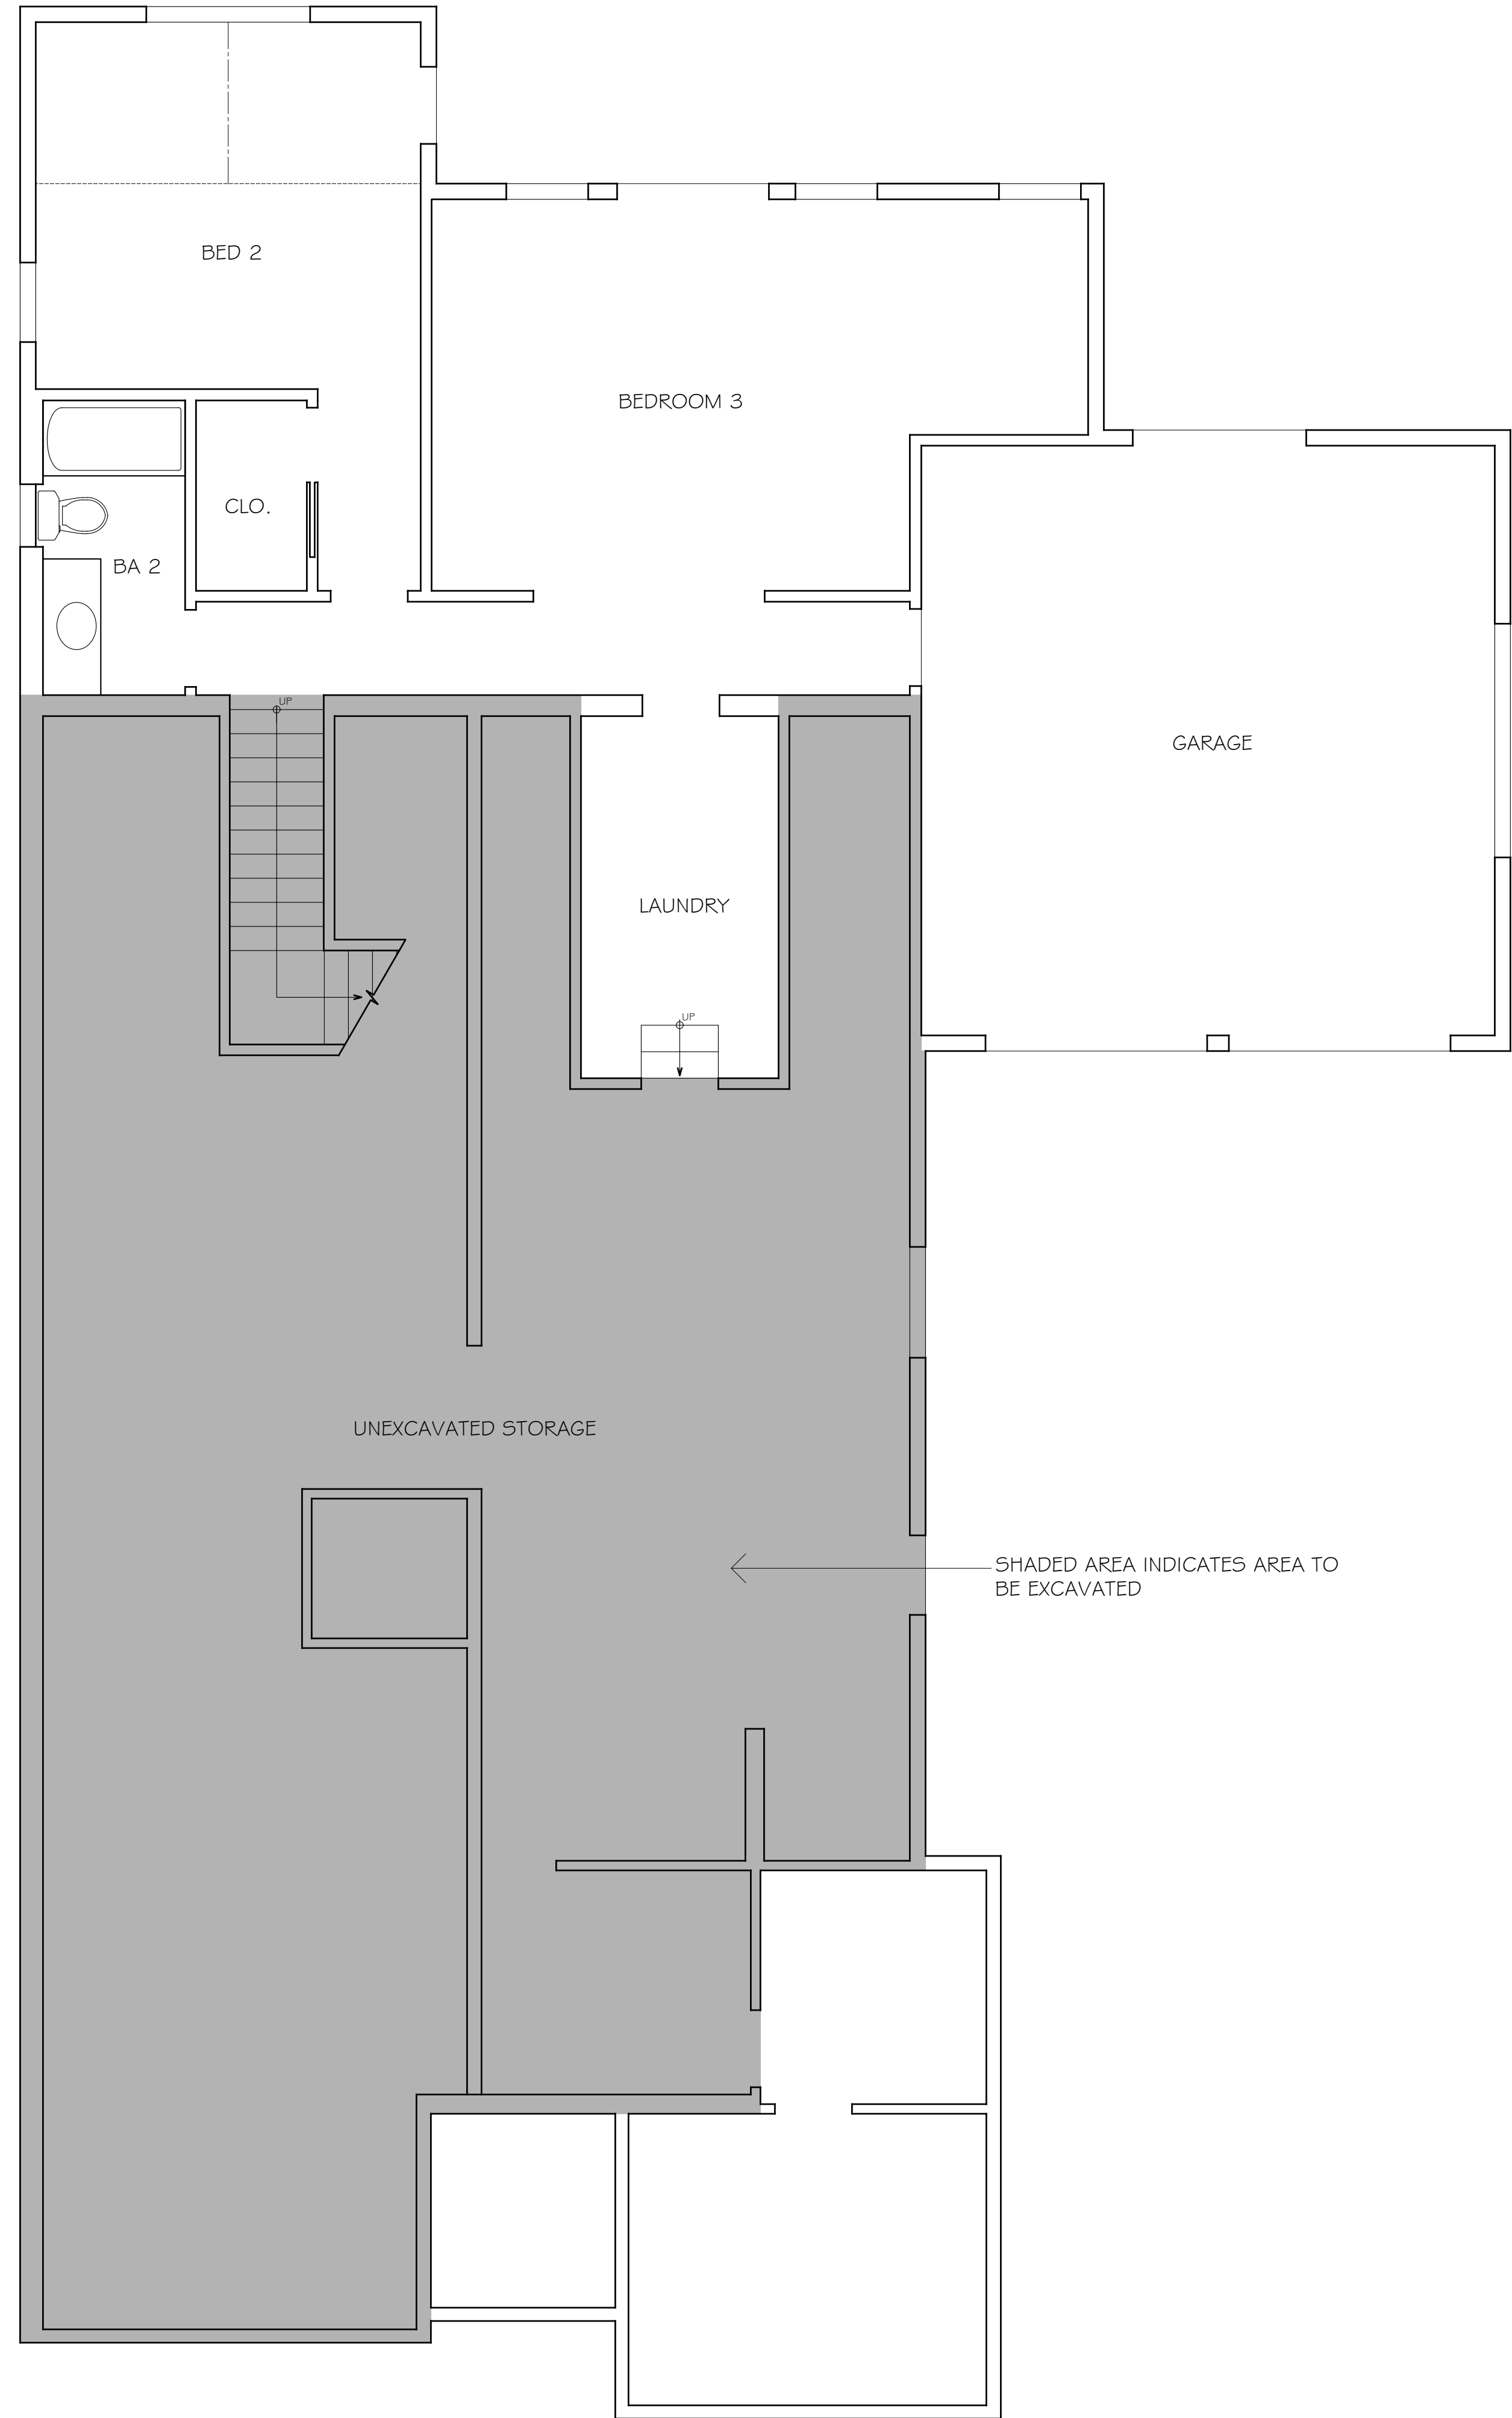 BED 2
BEDROOM 3
CLO.
BA 2
UP
GARAGE
LAUNDRY
UP
UNEXCAVATED STORAGE
SHADED AREA INDICATES AREA TO
BE EXCAVATED